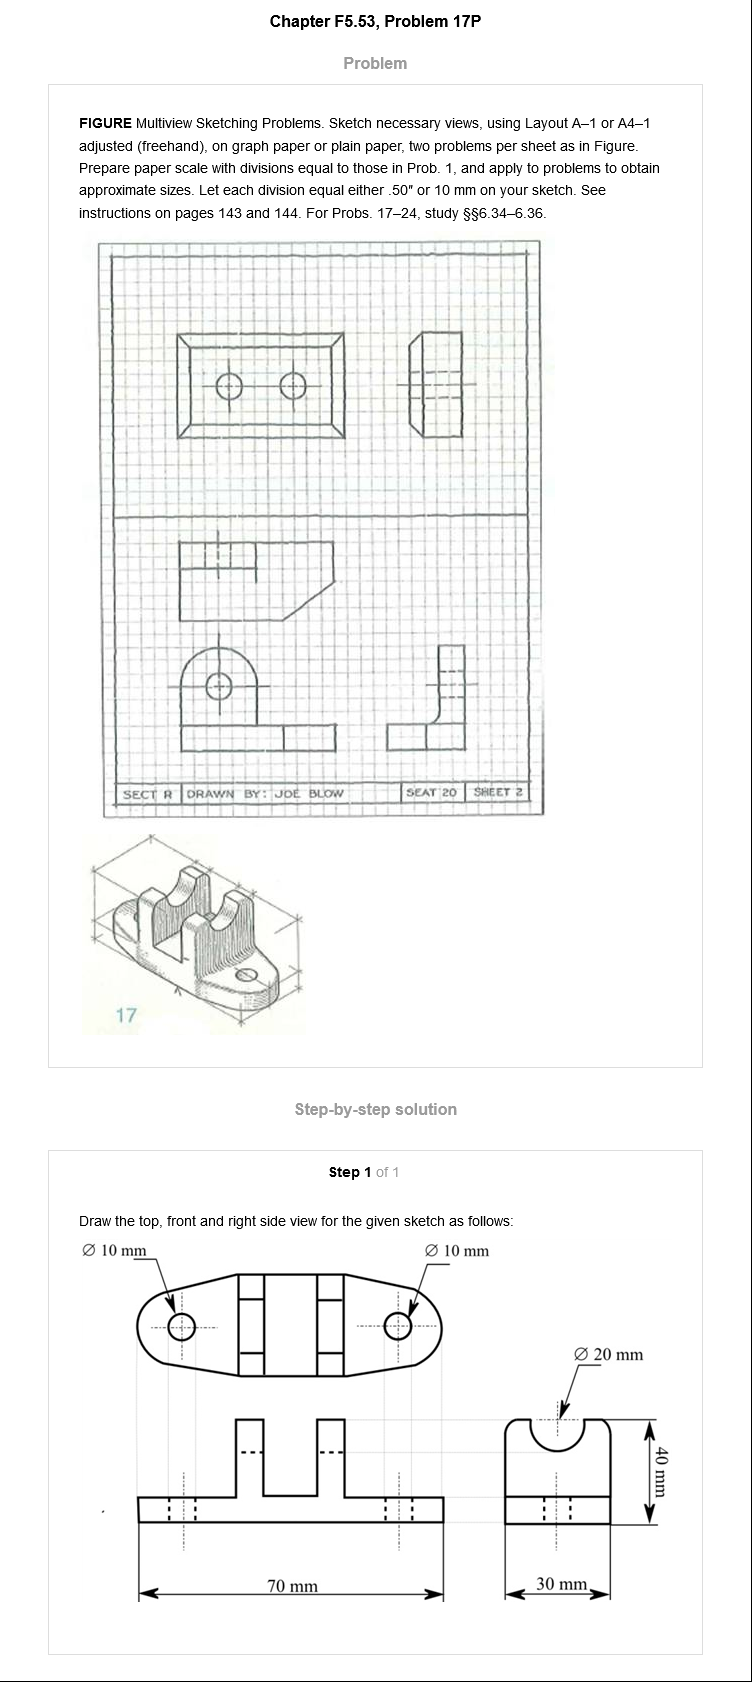 Chapter F5.53, Problem 17P
Problem
FIGURE Multiview Sketching Problems. Sketch necessary views, using Layout A–1 or A4–1
adjusted (freehand), on graph paper or plain paper, two problems per sheet as in Figure.
Prepare paper scale with divisions equal to those in Prob. 1, and apply to problems to obtain
approximate sizes. Let each division equal either .50″ or 10 mm on your sketch. See
instructions on pages 143 and 144. For Probs. 17–24, study §§6.34–6.36.
SECT R DRAWN BY: JOE BLOW SEAT 20 SHEET 2
17
Step-by-step solution
Step 1 of 1
Draw the top, front and right side view for the given sketch as follows:
∅ 10 mm ∅ 10 mm
∅ 20 mm
40 mm
70 mm 30 mm